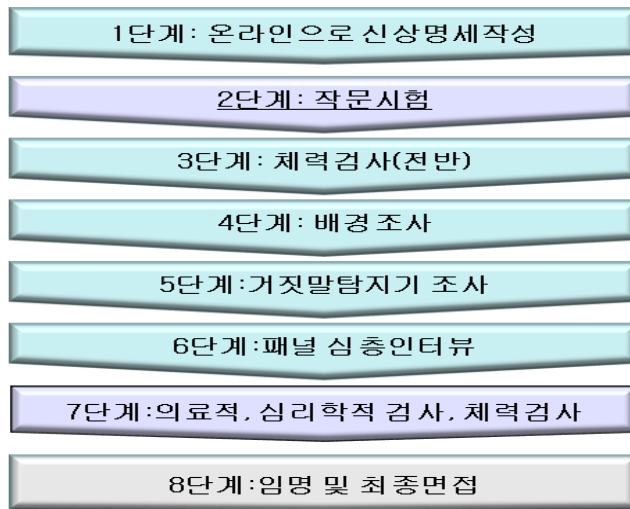 1단계: 온라인으로 신상명세작성
2단계: 작문시험
3단계: 체력검사(전반)
4단계: 배경조사
5단계:거짓말탐지기 조사
6단계:패널 심층인터뷰
7단계:의료적, 심리학적 검사, 체력검사
8단계:임명 및 최종면접